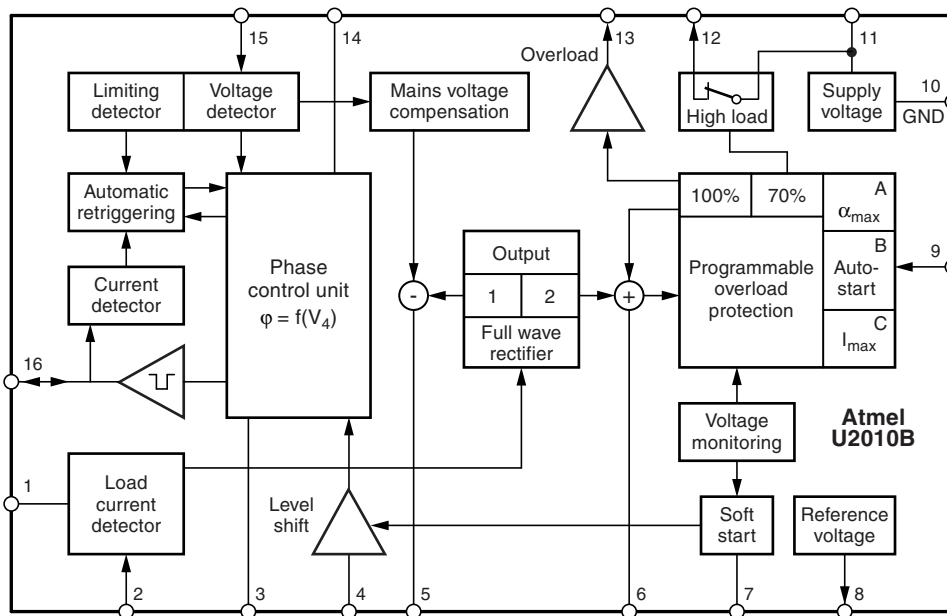 15
14
13
12
11
Overload
Limiting
detector
Voltage
detector
Mains voltage
compensation
High load
Supply
voltage
10
GND
Automatic
retriggering
Phase
control unit
φ = f(V4)
100%
70%
A
αmax
Output
1
2
Full wave
rectifier
-
+
Programmable
overload
protection
B
Auto-
start
9
C
Imax
Current
detector
16
Voltage
monitoring
Atmel
U2010B
1
Load
current
detector
Level
shift
Soft
start
Reference
voltage
2
3
4
5
6
7
8